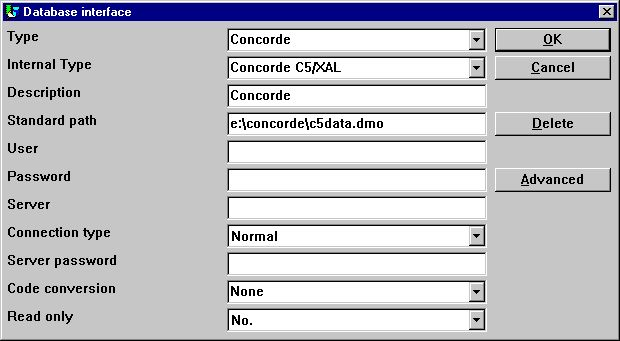 Database interface
Type Concorde OK
Internal Type Concorde C5/XAL Cancel
Description Concorde
Standard path e:\concorde\c5data.dmo Delete
User
Password Advanced
Server
Connection type Normal
Server password
Code conversion None
Read only No.